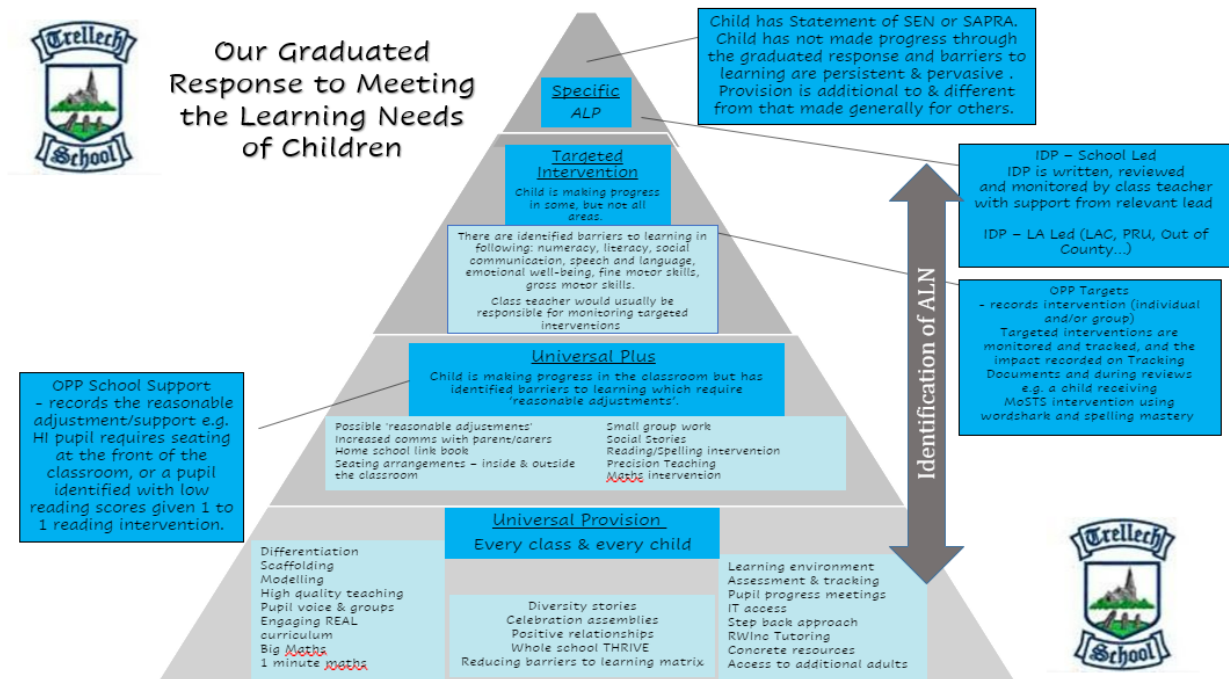 Trellech
School
Our Graduated
Response to Meeting
the Learning Needs
of Children
Child has Statement of SEN or SAPRA.
Child has not made progress through
the graduated response and barriers to
learning are persistent & pervasive .
Provision is additional to & different
from that made generally for others.
Specific
ALP
Targeted
Intervention
Child is making progress
in some, but not all
areas.
There are identified barriers to learning in
following: numeracy, literacy, social
communication, speech and language,
emotional well-being, fine motor skills,
gross motor skills.
Class teacher would usually be
responsible for monitoring targeted
interventions
IDP – School Led
IDP is written, reviewed
and monitored by class teacher
with support from relevant lead
IDP – LA Led (LAC, PRU, Out of
County...)
Identification of ALN
OPP Targets
- records intervention (individual
and/or group)
Targeted interventions are
monitored and tracked, and the
impact recorded on Tracking
Documents and during reviews
e.g. a child receiving
MoSTS intervention using
wordshark and spelling mastery
Universal Plus
Child is making progress in the classroom but has
identified barriers to learning which require
‘reasonable adjustments’.
Possible ‘reasonable adjustments’
Increased comms with parent/carers
Home school link book
Seating arrangements – inside & outside
the classroom
Small group work
Social Stories
Reading/Spelling intervention
Precision Teaching
Maths intervention
OPP School Support
- records the reasonable
adjustment/support e.g.
HI pupil requires seating
at the front of the
classroom, or a pupil
identified with low
reading scores given 1 to
1 reading intervention.
Universal Provision
Every class & every child
Differentiation
Scaffolding
Modelling
High quality teaching
Pupil voice & groups
Engaging REAL
curriculum
Big Maths
1 minute maths
Diversity stories
Celebration assemblies
Positive relationships
Whole school THRIVE
Reducing barriers to learning matrix
Learning environment
Assessment & tracking
Pupil progress meetings
IT access
Step back approach
RWInc Tutoring
Concrete resources
Access to additional adults
Trellech
School